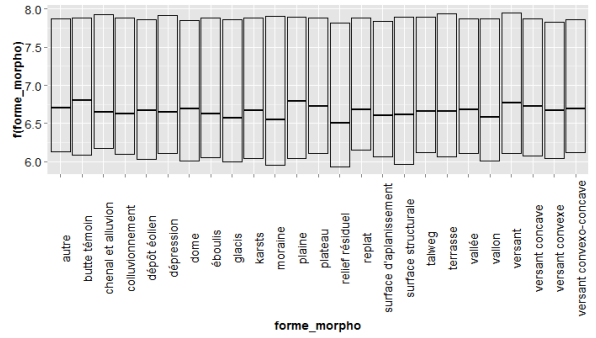 8.0
7.5
7.0
6.5
6.0
f(forme_morpho)
autre
butte témoin
chenal et alluvion
colluvionnement
dépôt éolien
dépression
dome
éboulis
glacis
karsts
moraine
plaine
plateau
relief résiduel
replat
surface d'aplanissement
surface structurale
talweg
terrasse
vallée
vallon
versant
versant concave
versant convexe
versant convexo-concave
forme_morpho